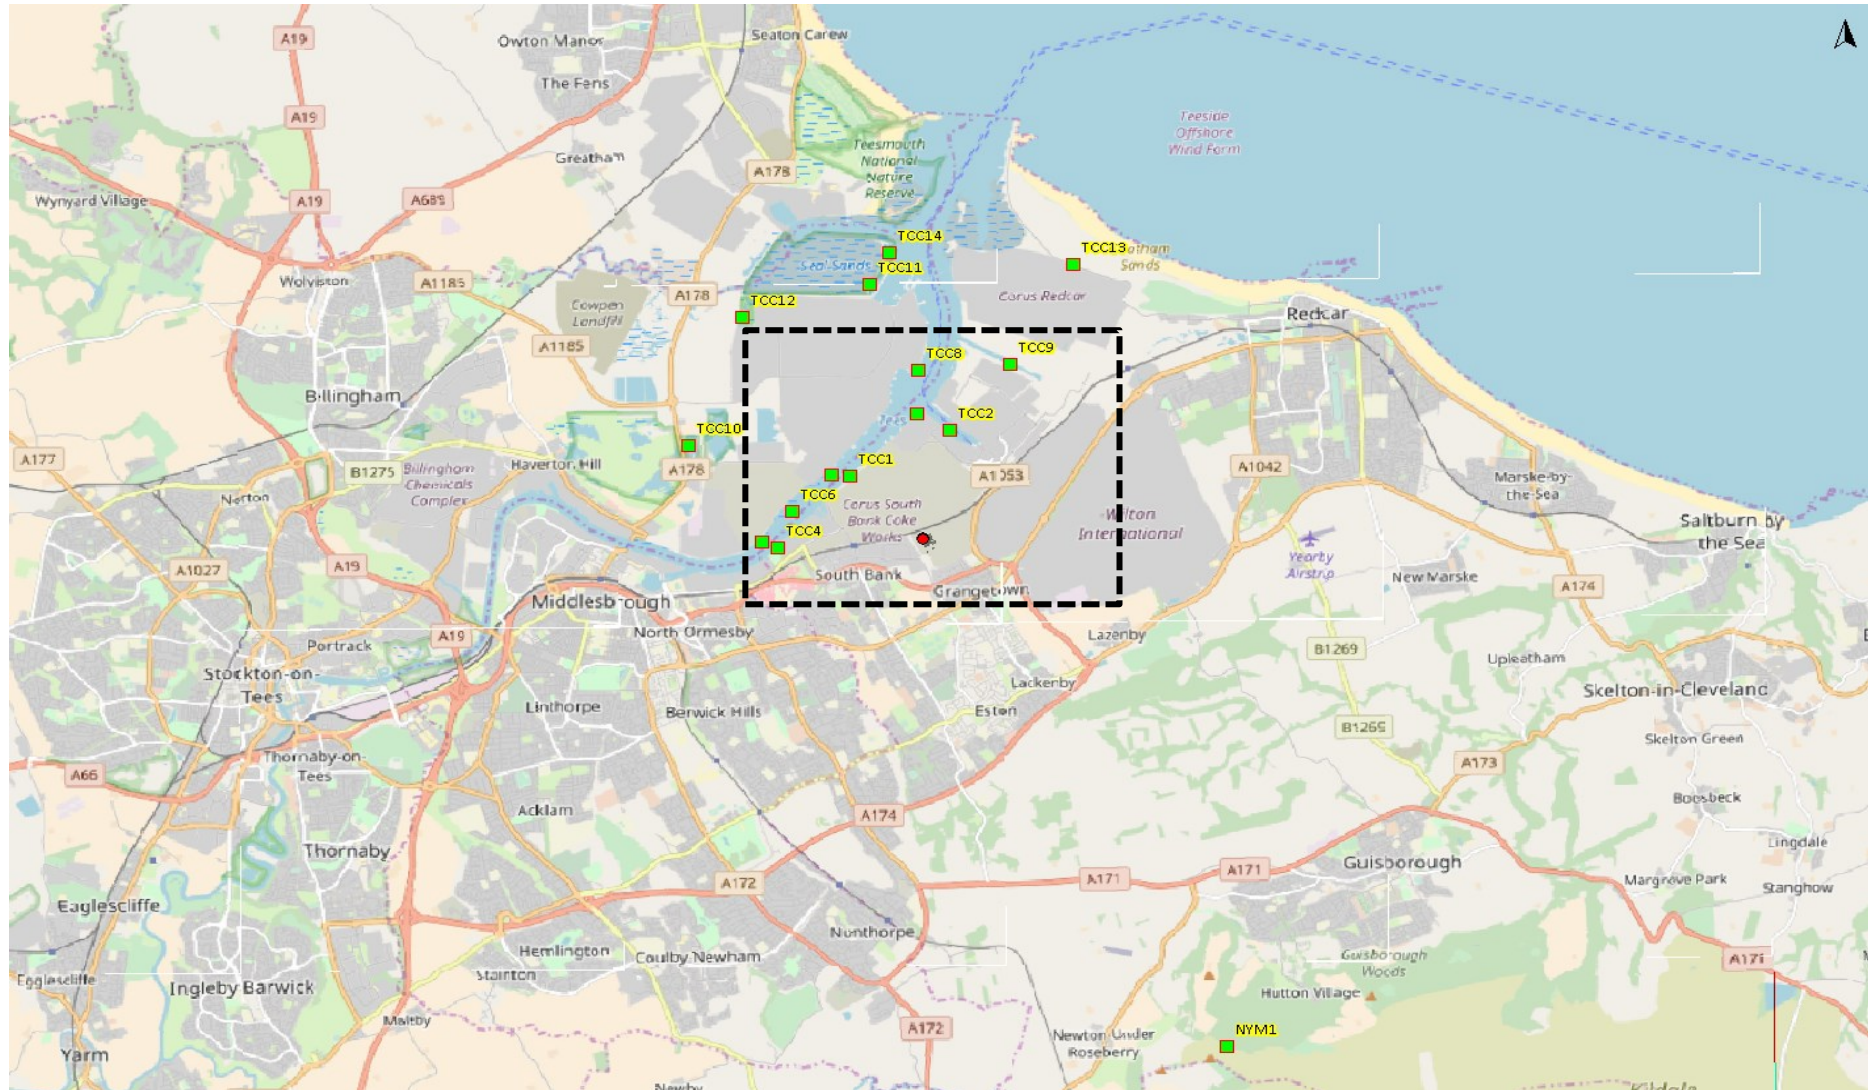 Seaton Carew
A19
Owton Manor
The Fens
A19
Teeside
Offshore
Wind Farm
Teesmouth
National
Nature
Reserve
Greatham
A178
Wynyard Village
A19
A689
TCC14
TCC13
Seal Sands
TCC11
Wolviston
A1185
A178
Corus Redcar
TCC12
Cowpen
Landfill
Redcar
A1185
TCC8
TCC9
Billingham
Tees
TCC2
TCC10
A177
B1275
Billingham
Chemicals
Complex
Haverton Hill
A178
TCC1
A1053
A1042
Marske-by-
the-Sea
Norton
TCC6
Corus South
Bank Coke
Works
Wilton
International
Saltburn by
the Sea
TCC4
Yearby
Airstrip
A1027
A19
South Bank
New Marske
A174
Middlesbrough
Grangetown
North Ormesby
Lazenby
A19
Portrack
B1269
Upleatham
Stockton-on-
Tees
Lackenby
Skelton-in-Cleveland
Linthorpe
Berwick Hills
Eston
B1269
Skelton Green
Thornaby-on-
Tees
A66
A173
Acklam
A174
Boosbeck
Thornaby
Lingdale
Guisborough
A172
A171
A171
Margrove Park
Stanghow
Eaglescliffe
Nunthorpe
Hemlington
Coulby Newham
Guisborough
Woods
A171
Stainton
Egglescliffe
Ingleby Barwick
Hutton Village
Maltby
A172
Newton Under
Roseberry
NYM1
Yarm
Newby
Kildale